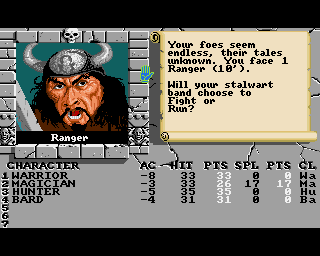 Your foes seem
endless, their tales
unknown. You face 1
Ranger (10').
Will your stalwart
band choose to
Fight or
Run?
Ranger
CHARACTER AC HIT PTS SPL PTS CL
1 WARRIOR -8 33 33 0 0 Wa
2 MAGICIAN -3 33 26 17 17 Ma
3 HUNTER -5 35 35 0 0 Hu
4 BARD -4 31 31 0 0 Ba
5
6
7